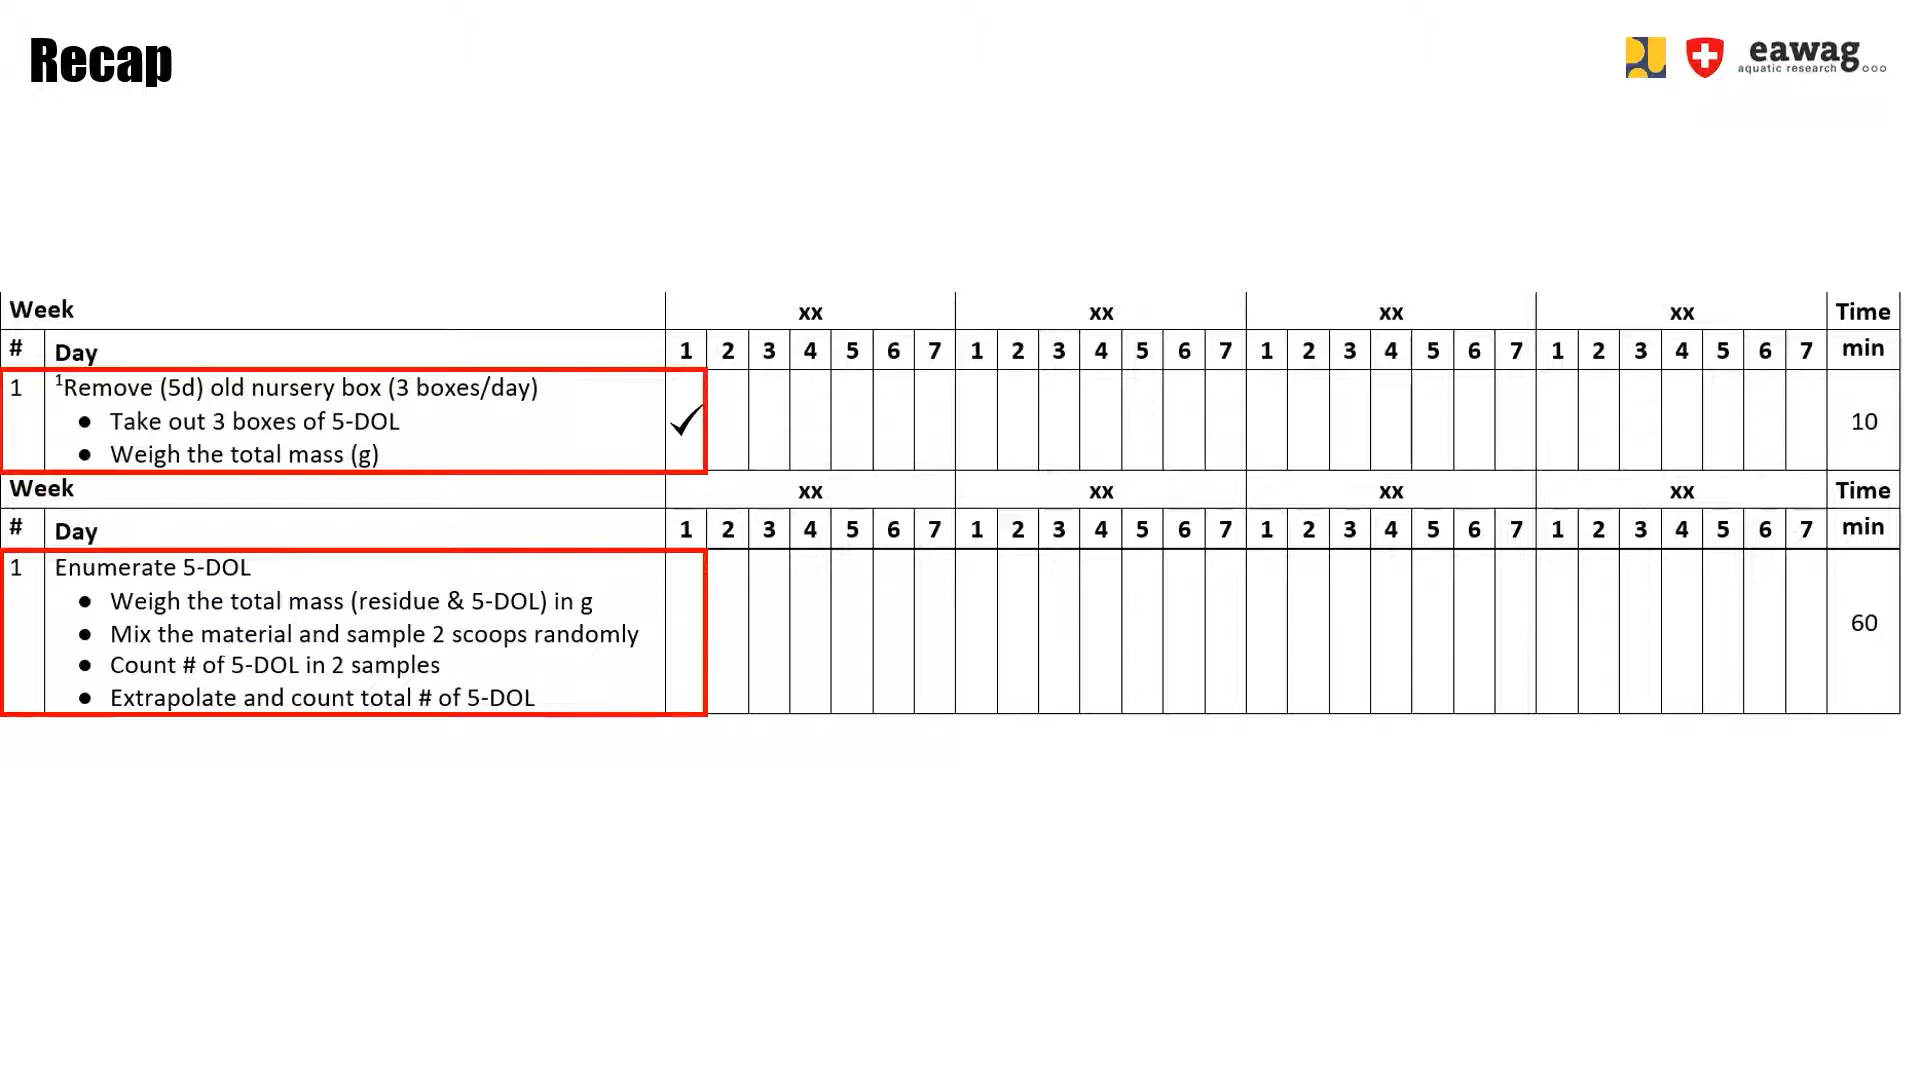 Recap
eawag
aquatic research
Week xx xx xx xx Time
# Day 1 2 3 4 5 6 7 1 2 3 4 5 6 7 1 2 3 4 5 6 7 1 2 3 4 5 6 7 min
1 ¹Remove (5d) old nursery box (3 boxes/day)
● Take out 3 boxes of 5-DOL ✓ 10
● Weigh the total mass (g)
Week xx xx xx xx Time
# Day 1 2 3 4 5 6 7 1 2 3 4 5 6 7 1 2 3 4 5 6 7 1 2 3 4 5 6 7 min
1 Enumerate 5-DOL
● Weigh the total mass (residue & 5-DOL) in g
● Mix the material and sample 2 scoops randomly 60
● Count # of 5-DOL in 2 samples
● Extrapolate and count total # of 5-DOL